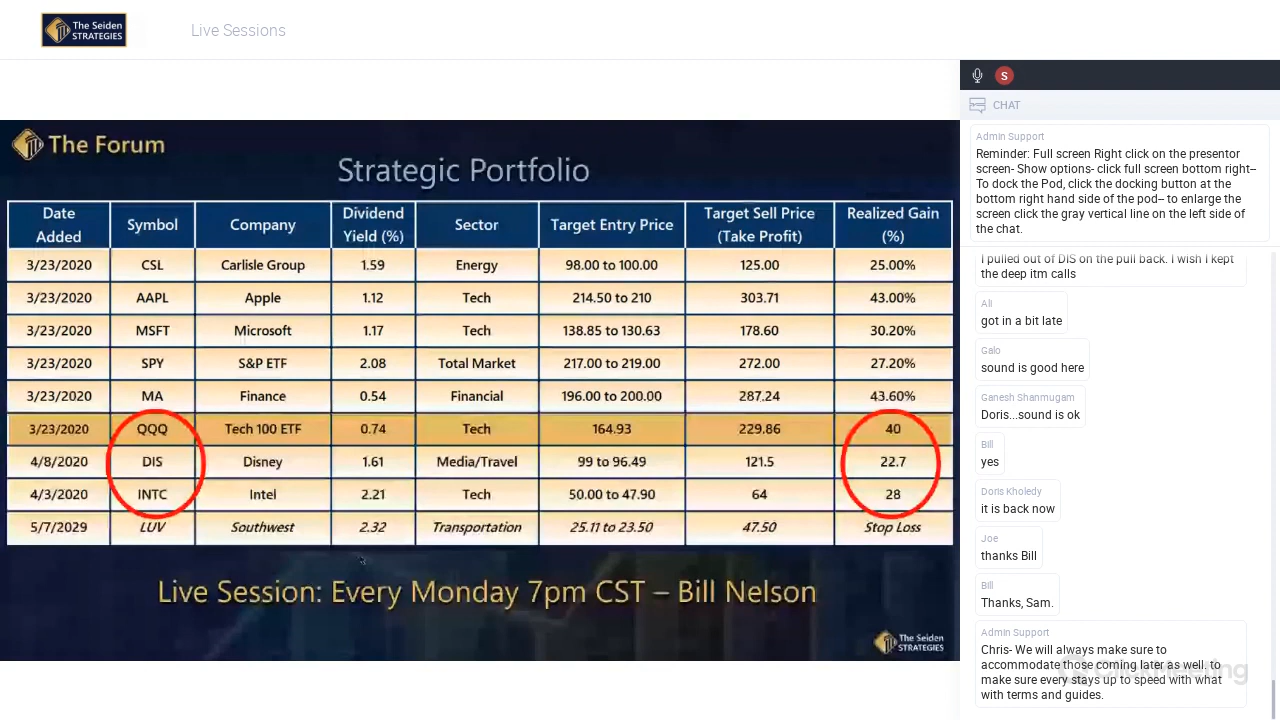 The Seiden
STRATEGIES
Live Sessions
S
CHAT
Admin Support
Reminder: Full screen Right click on the presentor
screen- Show options- click full screen bottom right–
To dock the Pod, click the docking button at the
bottom right hand side of the pod– to enlarge the
screen click the gray vertical line on the left side of
the chat.
I pulled out of DIS on the pull back. I wish I kept
the deep itm calls
Ali
got in a bit late
Galo
sound is good here
Ganesh Shanmugam
Doris...sound is ok
Bill
yes
Doris Kholedy
it is back now
Joe
thanks Bill
Bill
Thanks, Sam.
Admin Support
Chris- We will always make sure to
accommodate those coming later as well. to
make sure every stays up to speed with what
with terms and guides.
ClickMeeting
The Forum
Strategic Portfolio
Date Added Symbol Company Dividend Yield (%) Sector Target Entry Price Target Sell Price (Take Profit) Realized Gain (%)
3/23/2020 CSL Carlisle Group 1.59 Energy 98.00 to 100.00 125.00 25.00%
3/23/2020 AAPL Apple 1.12 Tech 214.50 to 210 303.71 43.00%
3/23/2020 MSFT Microsoft 1.17 Tech 138.85 to 130.63 178.60 30.20%
3/23/2020 SPY S&P ETF 2.08 Total Market 217.00 to 219.00 272.00 27.20%
3/23/2020 MA Finance 0.54 Financial 196.00 to 200.00 287.24 43.60%
3/23/2020 QQQ Tech 100 ETF 0.74 Tech 164.93 229.86 40
4/8/2020 DIS Disney 1.61 Media/Travel 99 to 96.49 121.5 22.7
4/3/2020 INTC Intel 2.21 Tech 50.00 to 47.90 64 28
5/7/2029 LUV Southwest 2.32 Transportation 25.11 to 23.50 47.50 Stop Loss
Live Session: Every Monday 7pm CST – Bill Nelson
The Seiden
STRATEGIES